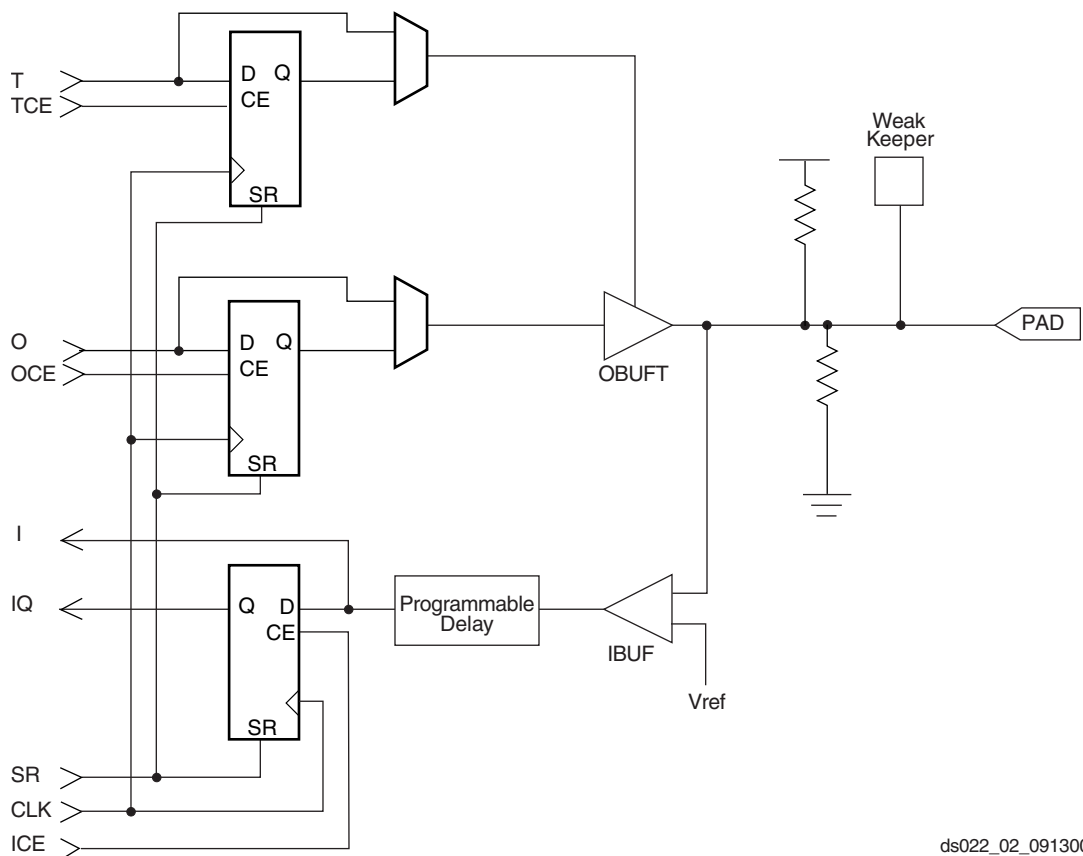 T
TCE
D Q
CE
SR
Weak
Keeper
O
OCE
D Q
CE
SR
OBUFT
PAD
I
IQ
Q D
CE
SR
Programmable
Delay
IBUF
Vref
SR
CLK
ICE
ds022_02_091300